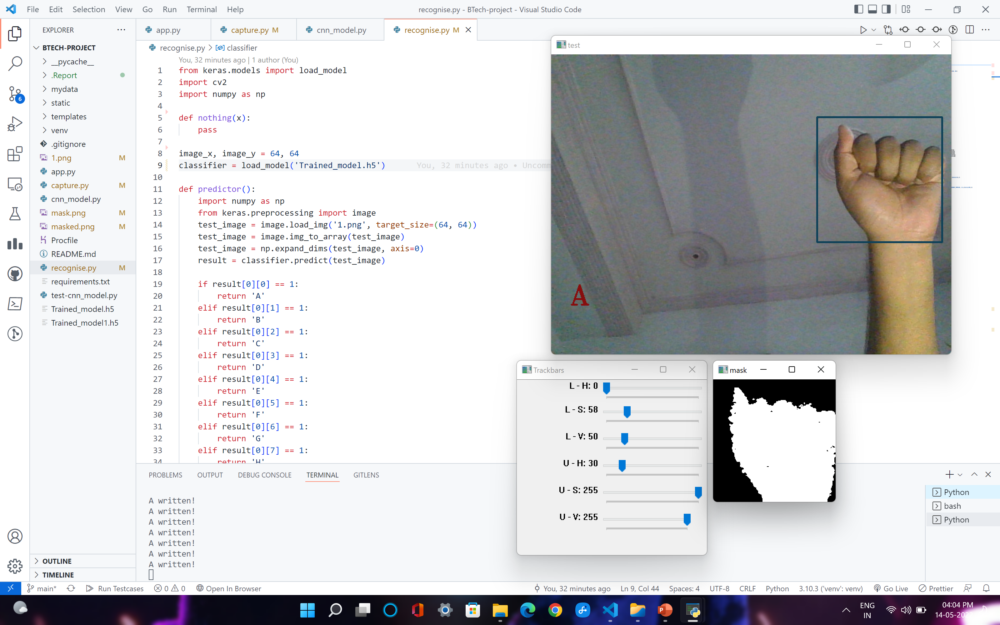 File Edit Selection View Go Run Terminal Help
recognise.py - BTech-project - Visual Studio Code
EXPLORER
app.py
capture.py M
cnn_model.py
recognise.py M
BTECH-PROJECT
__pycache__
.Report
mydata
static
templates
venv
.gitignore
1.png M
app.py
capture.py M
cnn_model.py
mask.png M
masked.png M
Procfile
README.md
recognise.py M
requirements.txt
test-cnn_model.py
Trained_model.h5
Trained_model1.h5
OUTLINE
TIMELINE
6
recognise.py > classifier
You, 32 minutes ago | 1 author (You)
1 from keras.models import load_model
2 import cv2
3 import numpy as np
4
5 def nothing(x):
6 pass
7
8 image_x, image_y = 64, 64
9 classifier = load_model('Trained_model.h5') You, 32 minutes ago • Uncomm
10
11 def predictor():
12 import numpy as np
13 from keras.preprocessing import image
14 test_image = image.load_img('1.png', target_size=(64, 64))
15 test_image = image.img_to_array(test_image)
16 test_image = np.expand_dims(test_image, axis=0)
17 result = classifier.predict(test_image)
18
19 if result[0][0] == 1:
20 return 'A'
21 elif result[0][1] == 1:
22 return 'B'
23 elif result[0][2] == 1:
24 return 'C'
25 elif result[0][3] == 1:
26 return 'D'
27 elif result[0][4] == 1:
28 return 'E'
29 elif result[0][5] == 1:
30 return 'F'
31 elif result[0][6] == 1:
32 return 'G'
33 elif result[0][7] == 1:
34 return 'H'
test
A
Trackbars
L - H: 0
L - S: 58
L - V: 50
U - H: 30
U - S: 255
U - V: 255
mask
PROBLEMS OUTPUT DEBUG CONSOLE TERMINAL GITLENS
A written!
A written!
A written!
A written!
A written!
A written!
A written!
Python
bash
Python
main* Run Testcases 0 0 Open In Browser
You, 32 minutes ago Ln 9, Col 44 Spaces: 4 UTF-8 CRLF Python 3.10.3 ('venv': venv) Go Live Prettier
ENG
IN
04:04 PM